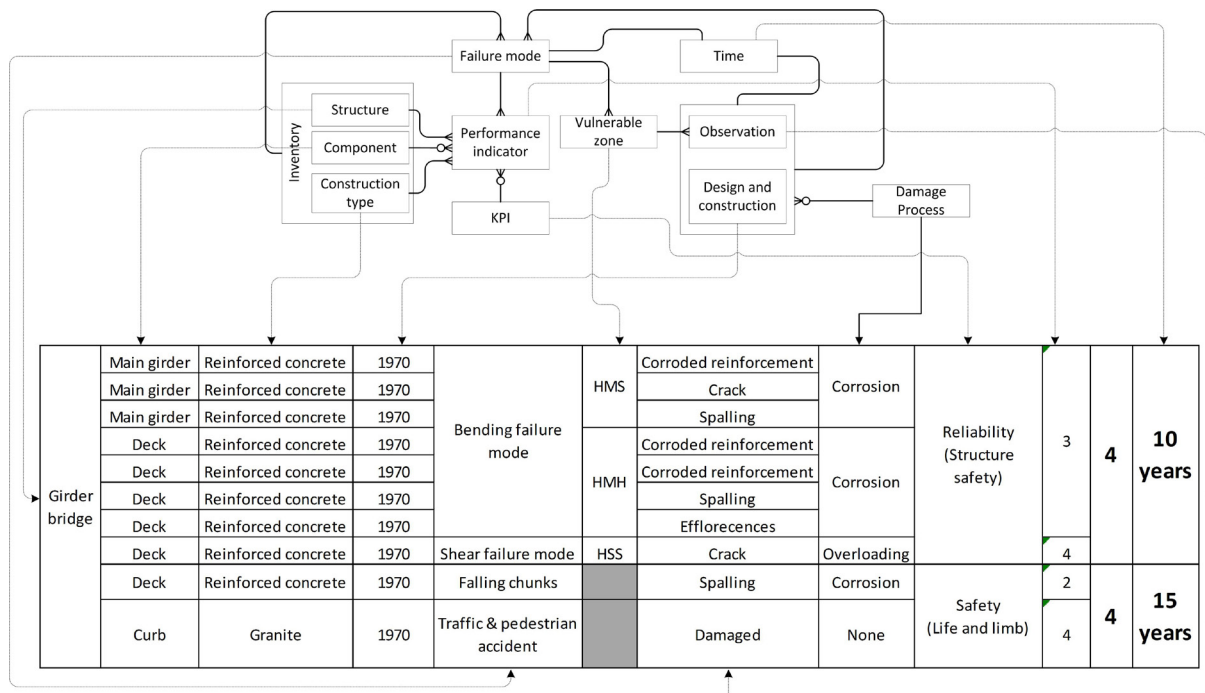 Failure mode
Time
Structure
Component
Construction
type
Inventory
Performance
indicator
KPI
Vulnerable
zone
Observation
Design and
construction
Damage
Process
Girder
bridge
Main girder Reinforced concrete 1970 Corroded reinforcement
Main girder Reinforced concrete 1970 HMS Crack Corrosion
Main girder Reinforced concrete 1970 Spalling
Bending failure
mode
Deck Reinforced concrete 1970 Corroded reinforcement
Deck Reinforced concrete 1970 Corroded reinforcement
HMH Corrosion
Deck Reinforced concrete 1970 Spalling
Deck Reinforced concrete 1970 Efflorecences
Reliability
(Structure
safety)
3
4
10
years
Deck Reinforced concrete 1970 Shear failure mode HSS Crack Overloading 4
Deck Reinforced concrete 1970 Falling chunks Spalling Corrosion 2
Safety
(Life and limb)
4
15
years
Curb Granite 1970 Traffic & pedestrian
accident Damaged None 4